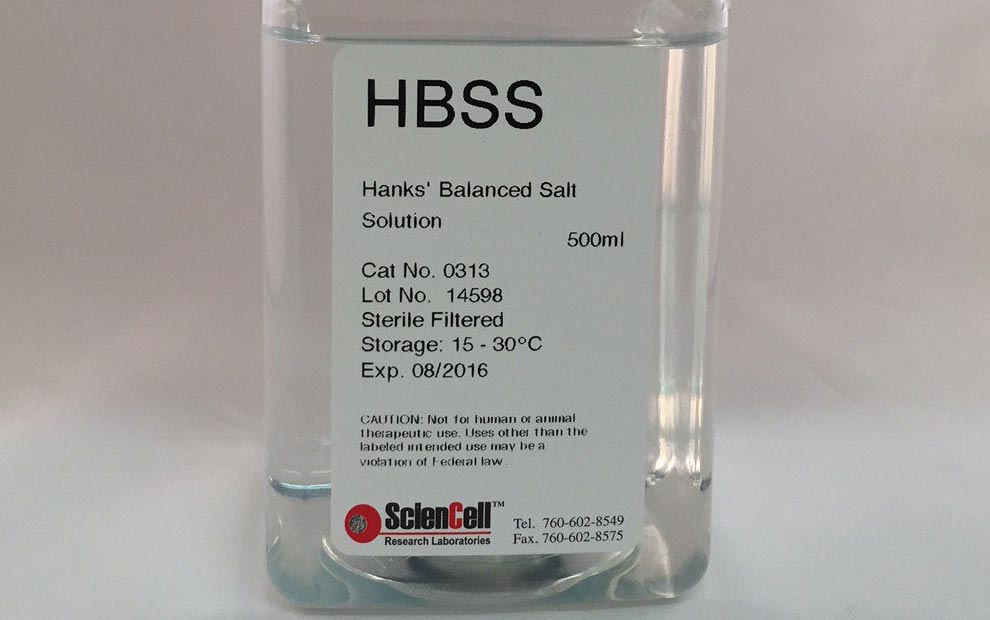 HBSS
Hanks' Balanced Salt
Solution
500ml
Cat No. 0313
Lot No. 14598
Sterile Filtered
Storage: 15 - 30°C
Exp. 08/2016
CAUTION: Not for human or animal
therapeutic use. Uses other than the
labeled intended use may be a
violation of Federal law.
ScienCell™
Research Laboratories
Tel. 760-602-8549
Fax. 760-602-8575